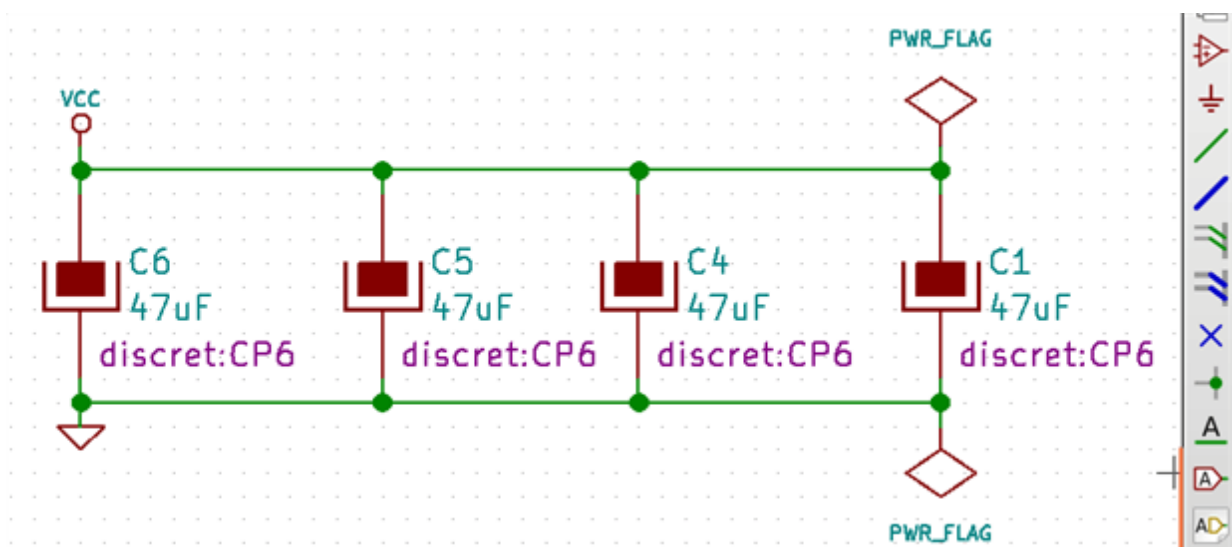 PWR_FLAG
VCC
C6
47uF
discret:CP6
C5
47uF
discret:CP6
C4
47uF
discret:CP6
C1
47uF
discret:CP6
PWR_FLAG
A
A
AD